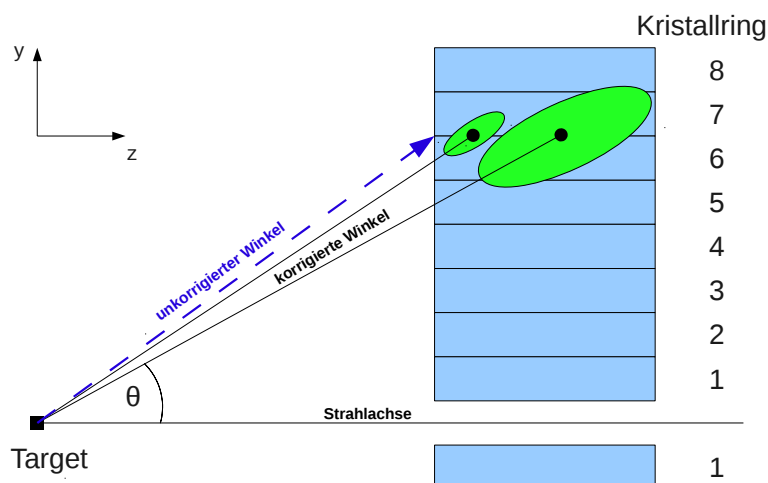 Kristallring
y
z
8
7
6
5
4
3
2
1
unkorrigierter Winkel
korrigierte Winkel
θ
Strahlachse
Target
1